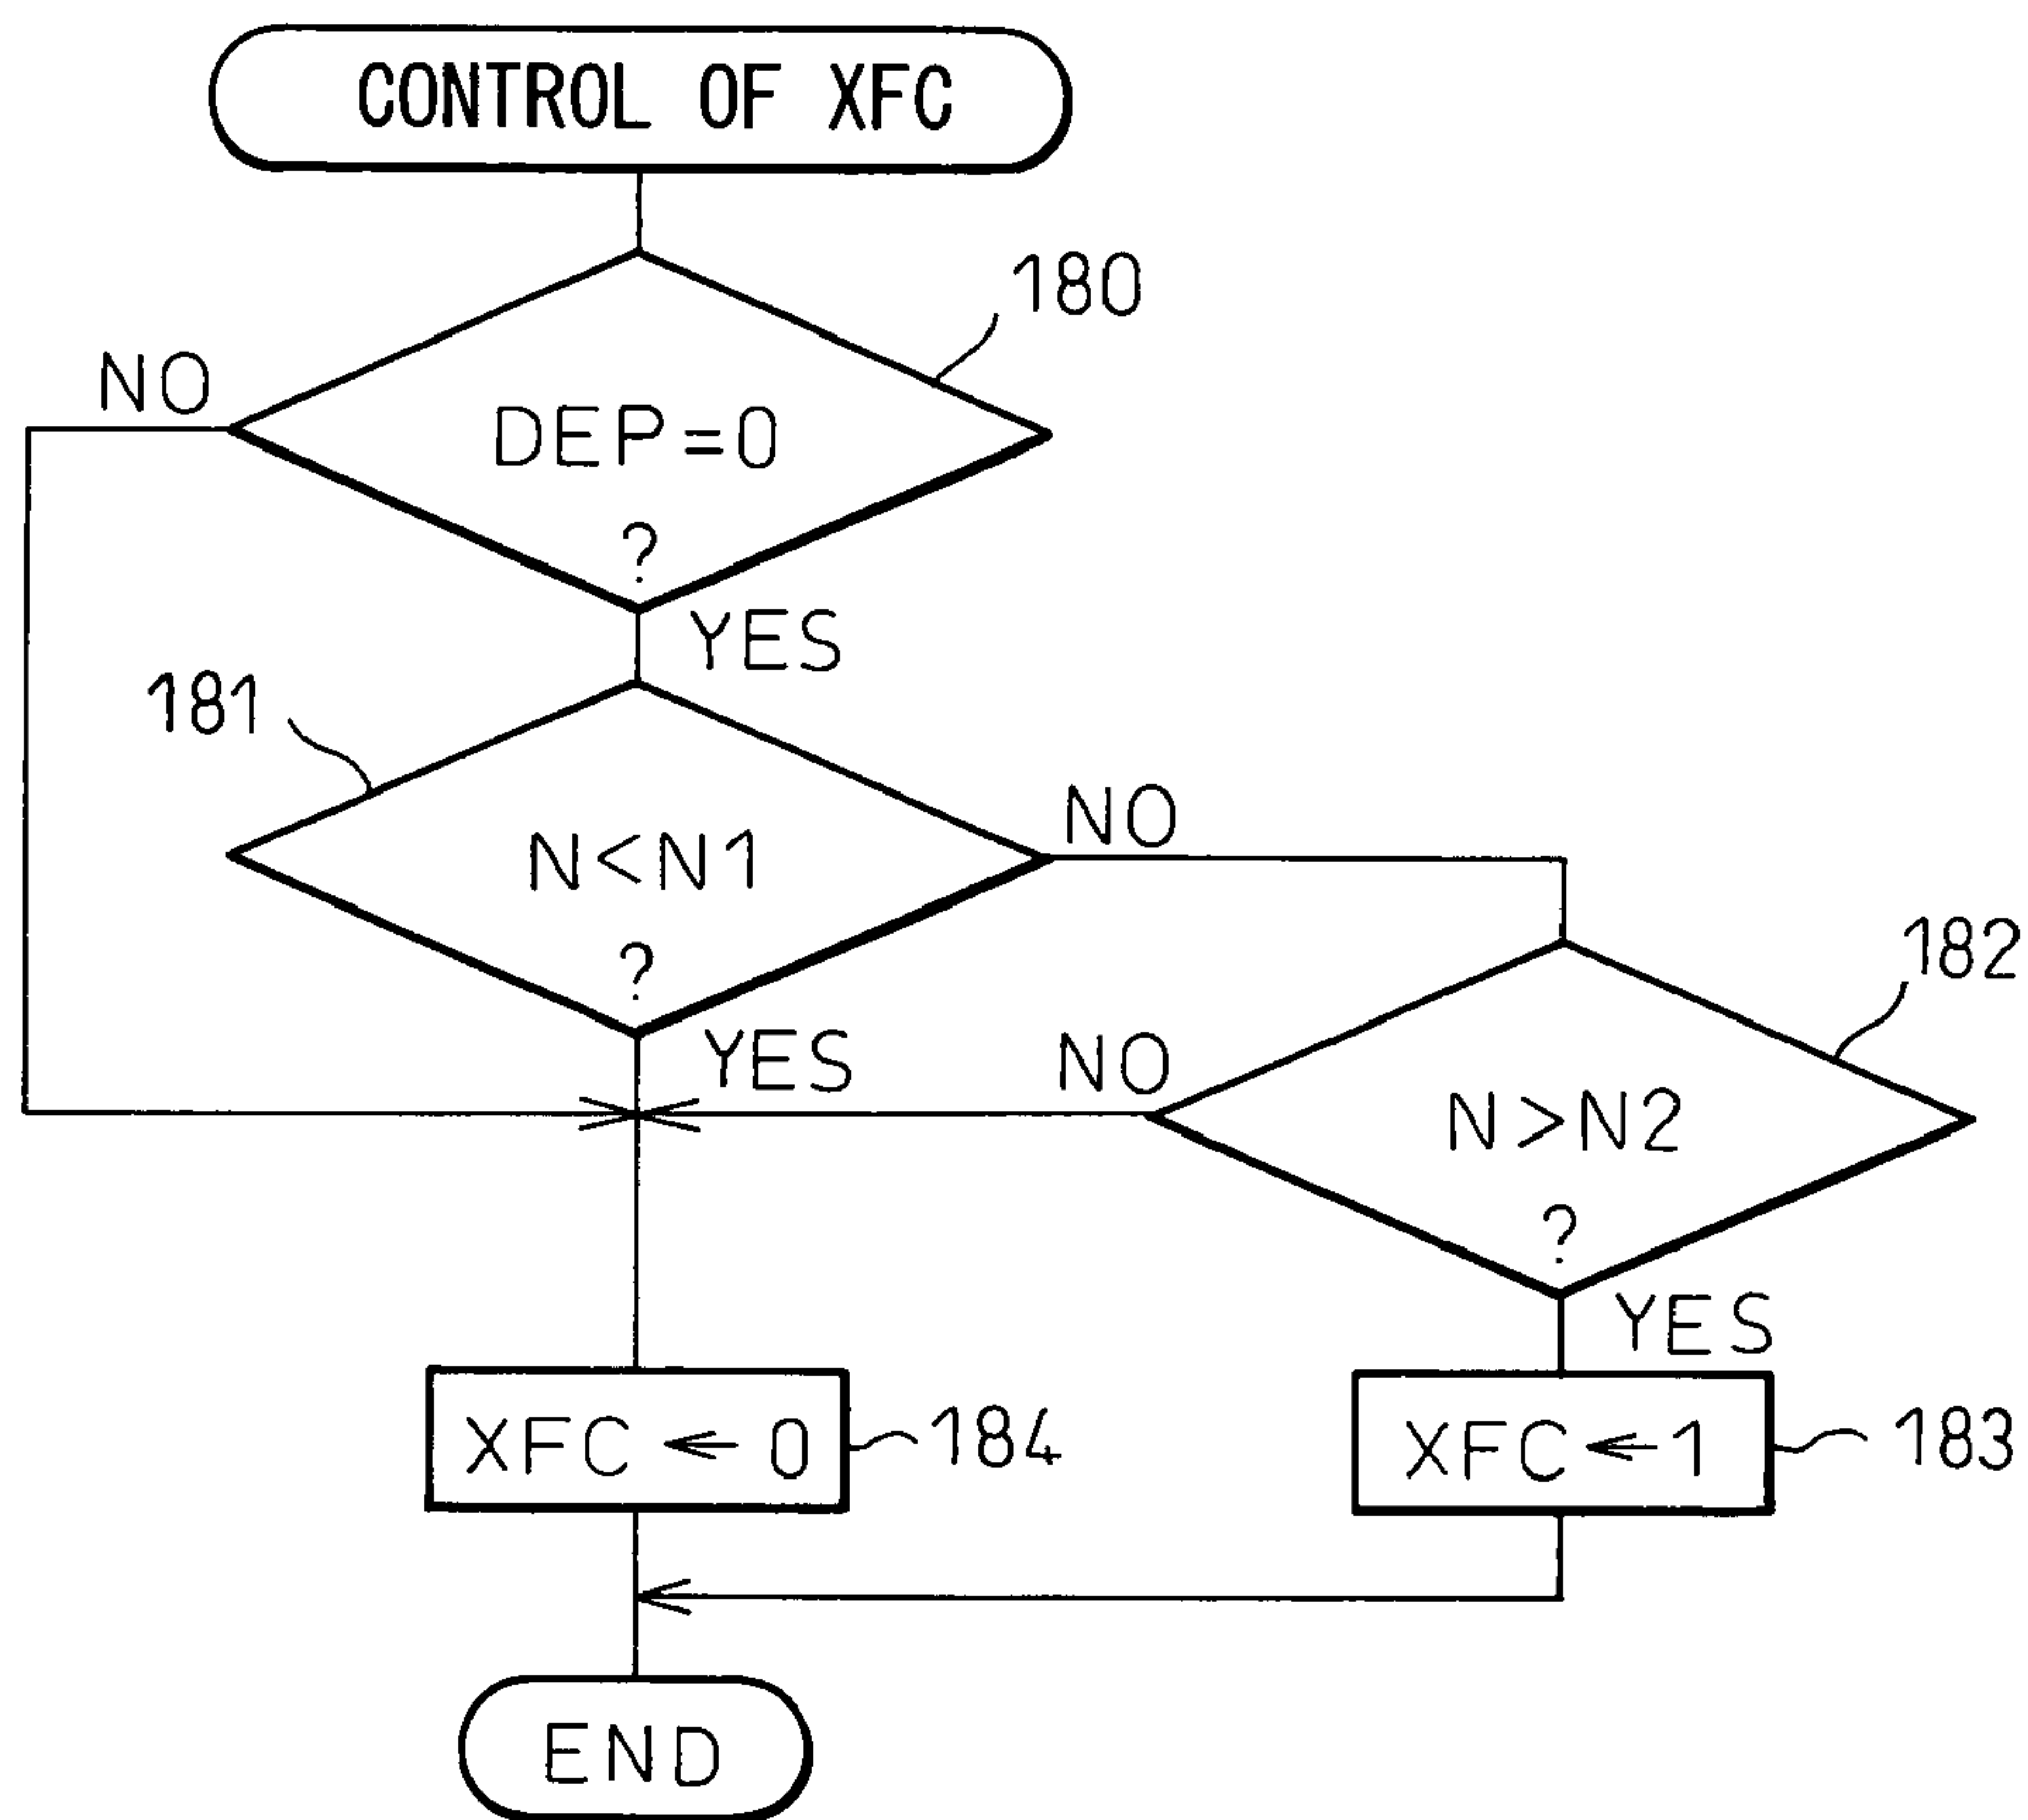 CONTROL OF XFC
180
NO
DEP=0
?
YES
181
N<N1
?
NO
YES
182
NO
N>N2
?
YES
XFC ← 0
184
XFC ← 1
183
END